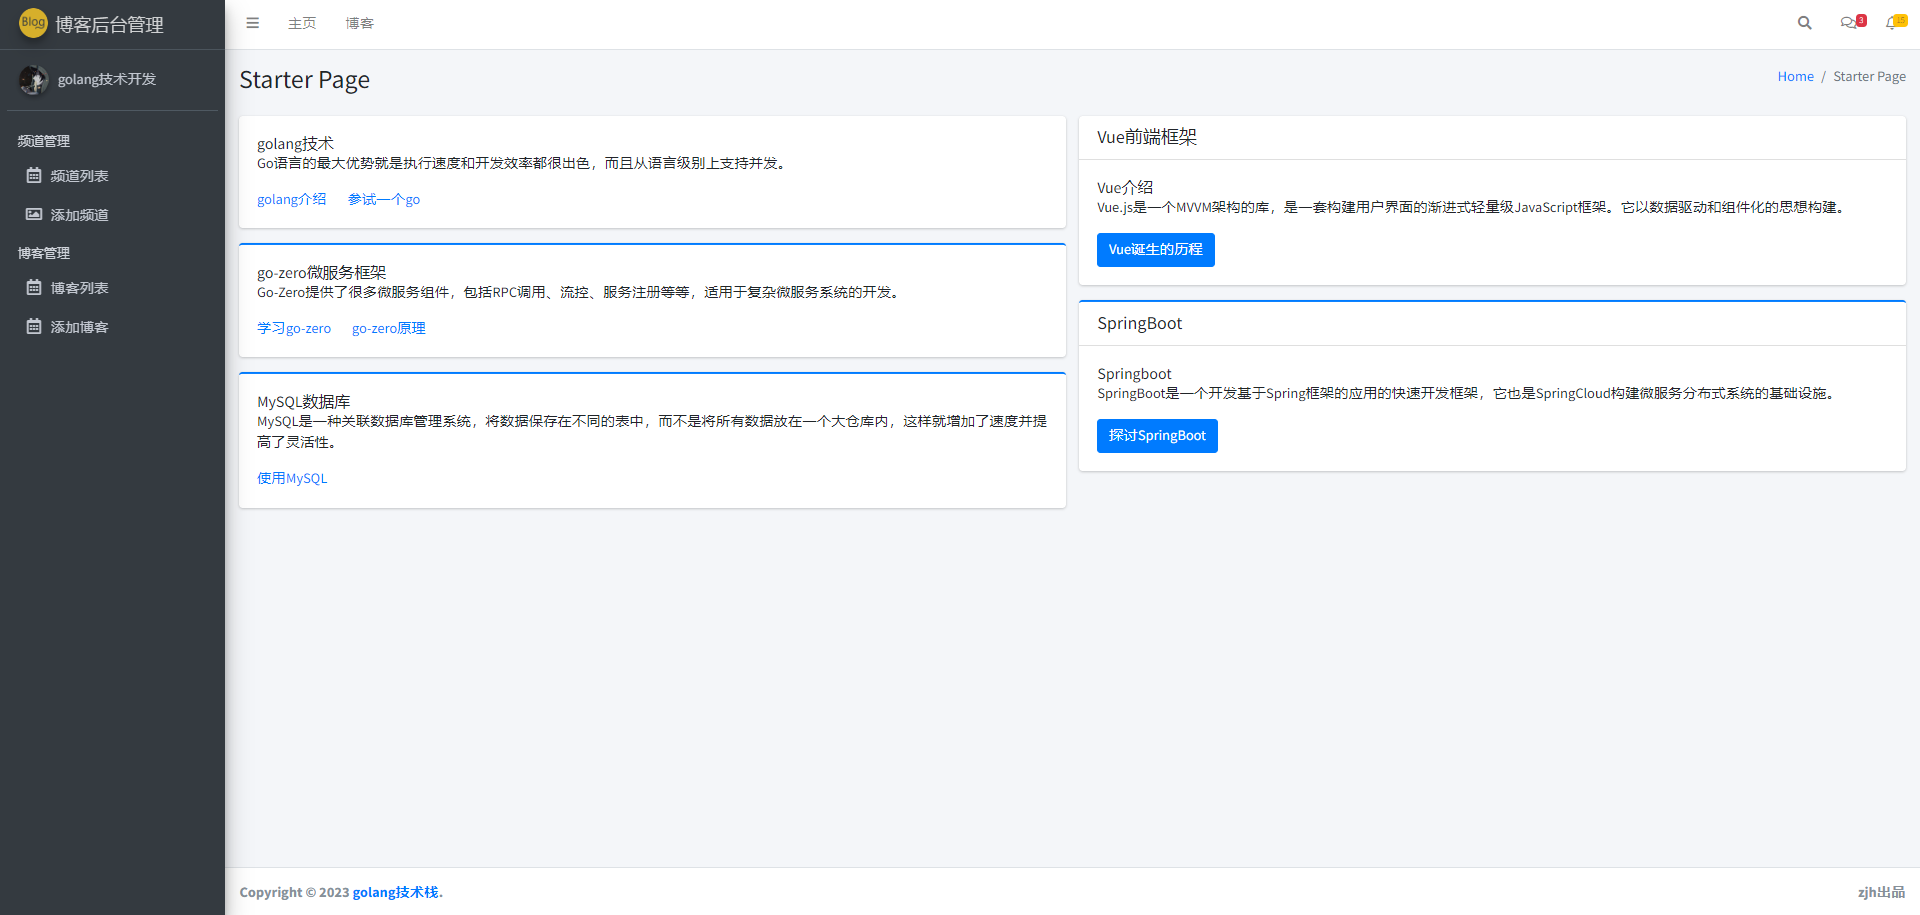 Blog 博客后台管理
golang技术开发
频道管理
频道列表
添加频道
博客管理
博客列表
添加博客
主页 博客
3
15
Starter Page
Home / Starter Page
golang技术
Go语言的最大优势就是执行速度和开发效率都很出色，而且从语言级别上支持并发。
golang介绍 参试一个go
go-zero微服务框架
Go-Zero提供了很多微服务组件，包括RPC调用、流控、服务注册等等，适用于复杂微服务系统的开发。
学习go-zero go-zero原理
MySQL数据库
MySQL是一种关联数据库管理系统，将数据保存在不同的表中，而不是将所有数据放在一个大仓库内，这样就增加了速度并提
高了灵活性。
使用MySQL
Vue前端框架
Vue介绍
Vue.js是一个MVVM架构的库，是一套构建用户界面的渐进式轻量级JavaScript框架。它以数据驱动和组件化的思想构建。
Vue诞生的历程
SpringBoot
Springboot
SpringBoot是一个开发基于Spring框架的应用的快速开发框架，它也是SpringCloud构建微服务分布式系统的基础设施。
探讨SpringBoot
Copyright © 2023 golang技术栈.
zjh出品